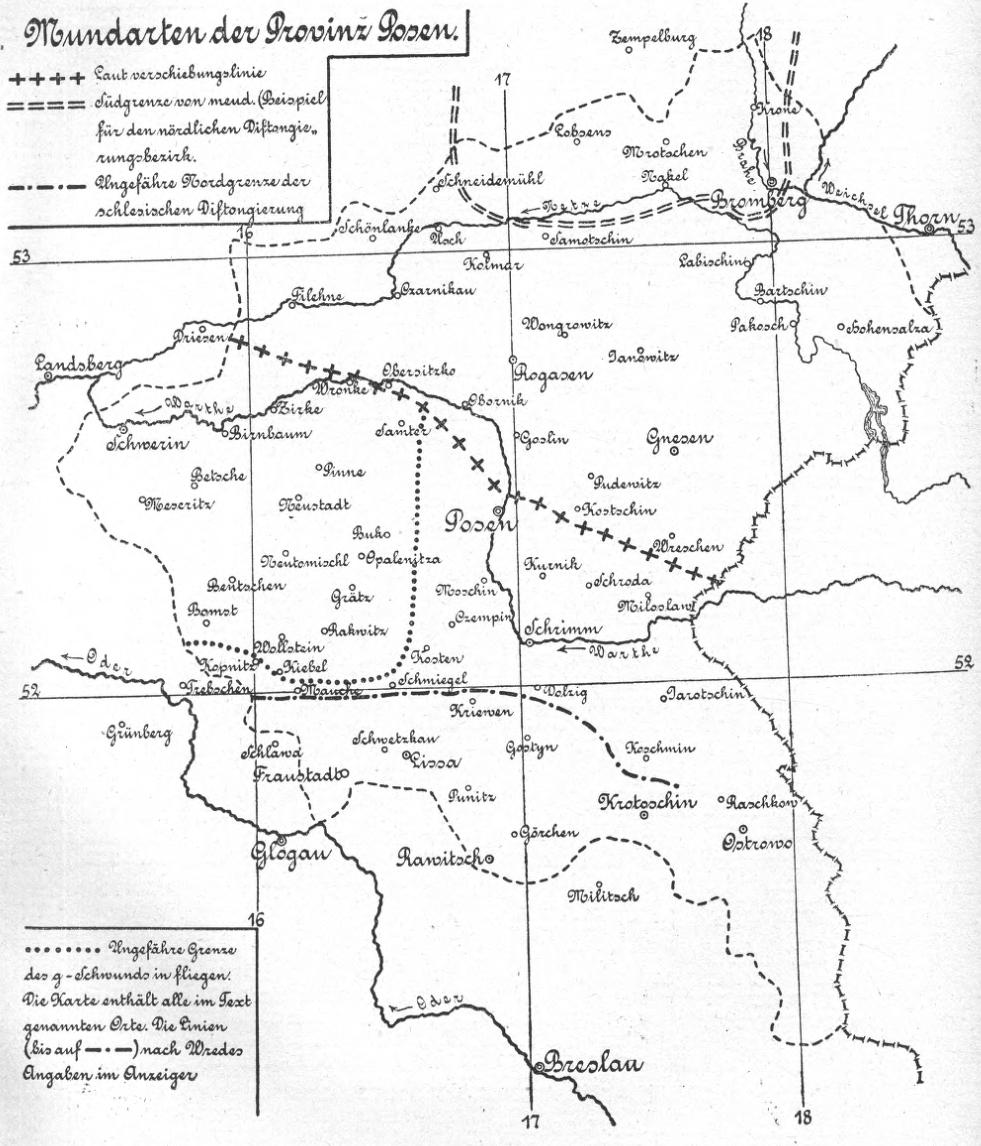 Mundarten der Provinz Posen.
Lautverschiebungslinie
Südgrenze von meud. (Beispiel
für den nördlichen Diftongie„
rungsbezirk.
Ungefähre Nordgrenze der
schlesischen Diftongierung
18
Zempelburg
17
Krone
Lobsens
Mrotschen
Brahe
Schneidemühl
Nakel
Bromberg
Netze
Weichsel
Thorn
53
Schönlanke
Usch
Samotschin
16
53
Kolmar
Labischin
Filehne
Czarnikau
Bartschin
Driesen
Wongrowitz
Pakosch
Hohensalza
Janowitz
Landsberg
Obersitzko
Rogasen
Wronke
Warthe
Zirke
Obornik
Schwerin
Birnbaum
Samter
Goslin
Gnesen
Betsche
Pinne
Pudewitz
Meseritz
Neustadt
Kostschin
Posen
Buko
Wreschen
Neutomischl
Opalenitza
Kurnik
Bentschen
Grätz
Moschin
Schroda
Bomst
Miloslaw
Rakwitz
Czempin
Schrimm
Wollstein
Warthe
Oder
Kopnitz
Kiebel
Kosten
52
Trebschen
Mauche
Schmiegel
Dolzig
Jarotschin
52
Kriewen
Grünberg
Schlawa
Schwetzkau
Gostyn
Koschmin
Fraustadt
Lissa
Punitz
Krotoschin
Raschkow
Görchen
Ostrowo
Glogau
Rawitsch
Militsch
16
Ungefähre Grenze
des g-Schwunds in fliegen.
Die Karte enthält alle im Text
genannten Orte. Die Linien
(bis auf —·—·—) nach Wredes
Angaben im Anzeiger
Oder
Breslau
17
18